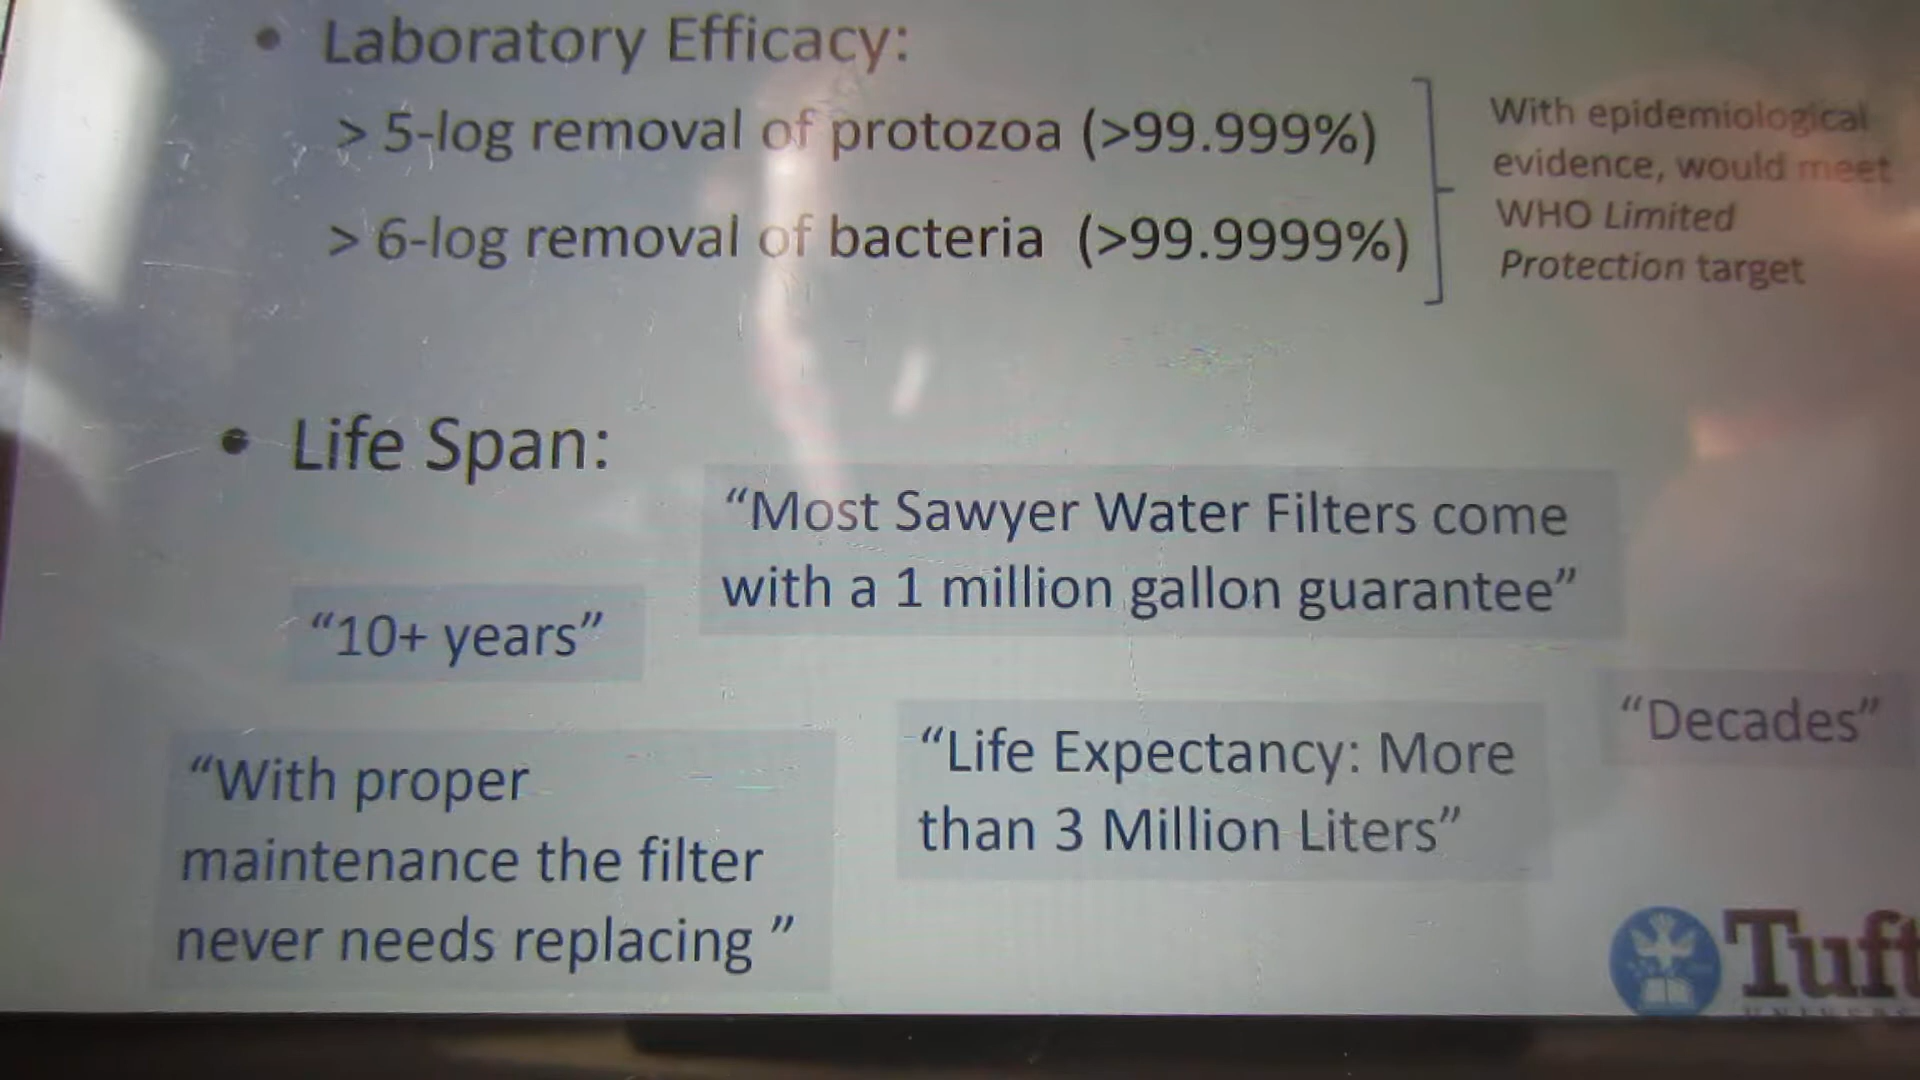 • Laboratory Efficacy:
> 5-log removal of protozoa (>99.999%)
> 6-log removal of bacteria (>99.9999%)
With epidemiological
evidence, would meet
WHO Limited
Protection target
• Life Span:
“Most Sawyer Water Filters come
with a 1 million gallon guarantee”
“10+ years”
“Decades”
“Life Expectancy: More
than 3 Million Liters”
“With proper
maintenance the filter
never needs replacing ”
Tuft